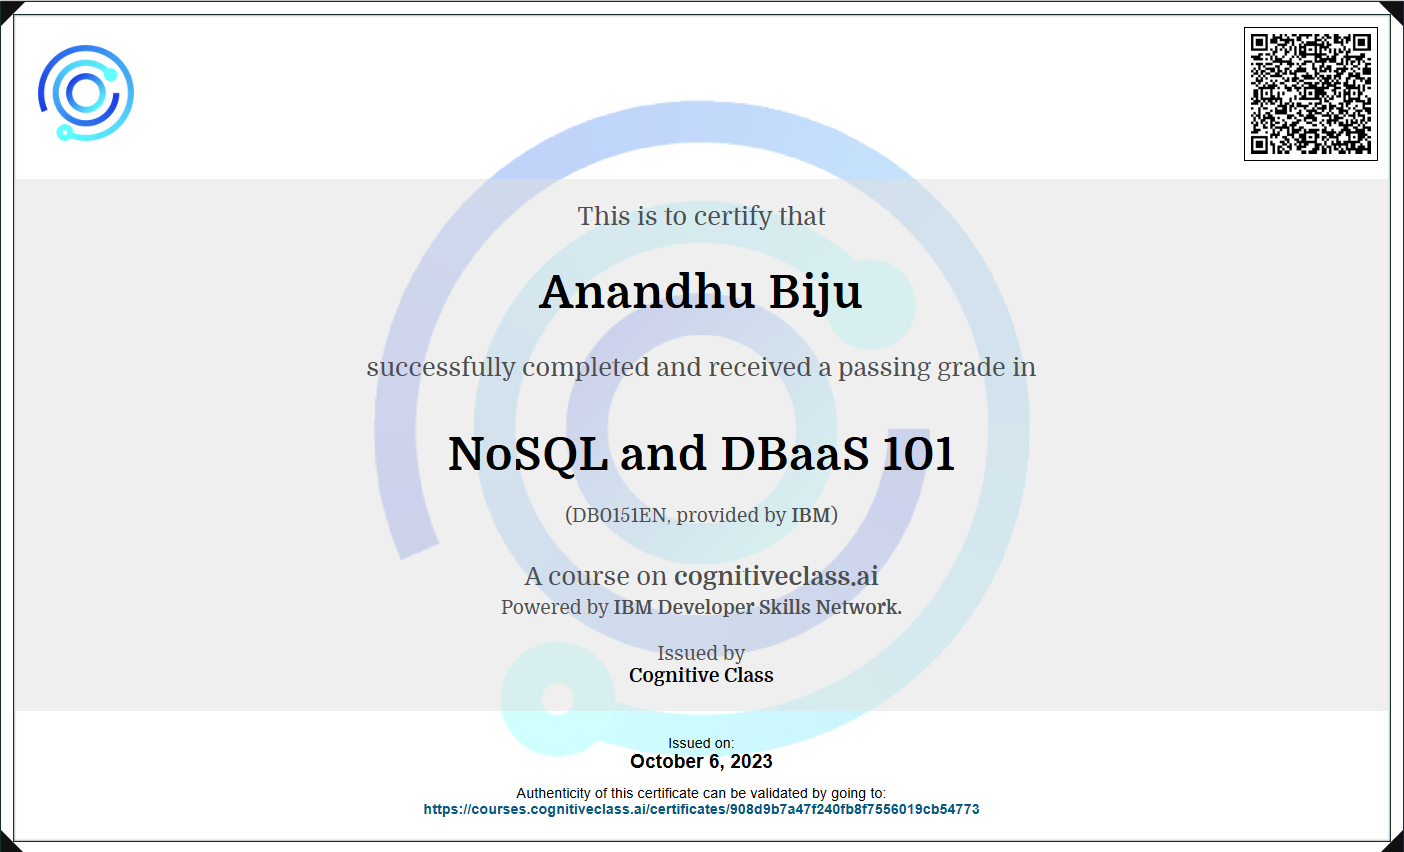 This is to certify that
Anandhu Biju
successfully completed and received a passing grade in
NoSQL and DBaaS 101
(DB0151EN, provided by IBM)
A course on cognitiveclass.ai
Powered by IBM Developer Skills Network.
Issued by
Cognitive Class
Issued on:
October 6, 2023
Authenticity of this certificate can be validated by going to:
https://courses.cognitiveclass.ai/certificates/908d9b7a47f240fb8f7556019cb54773